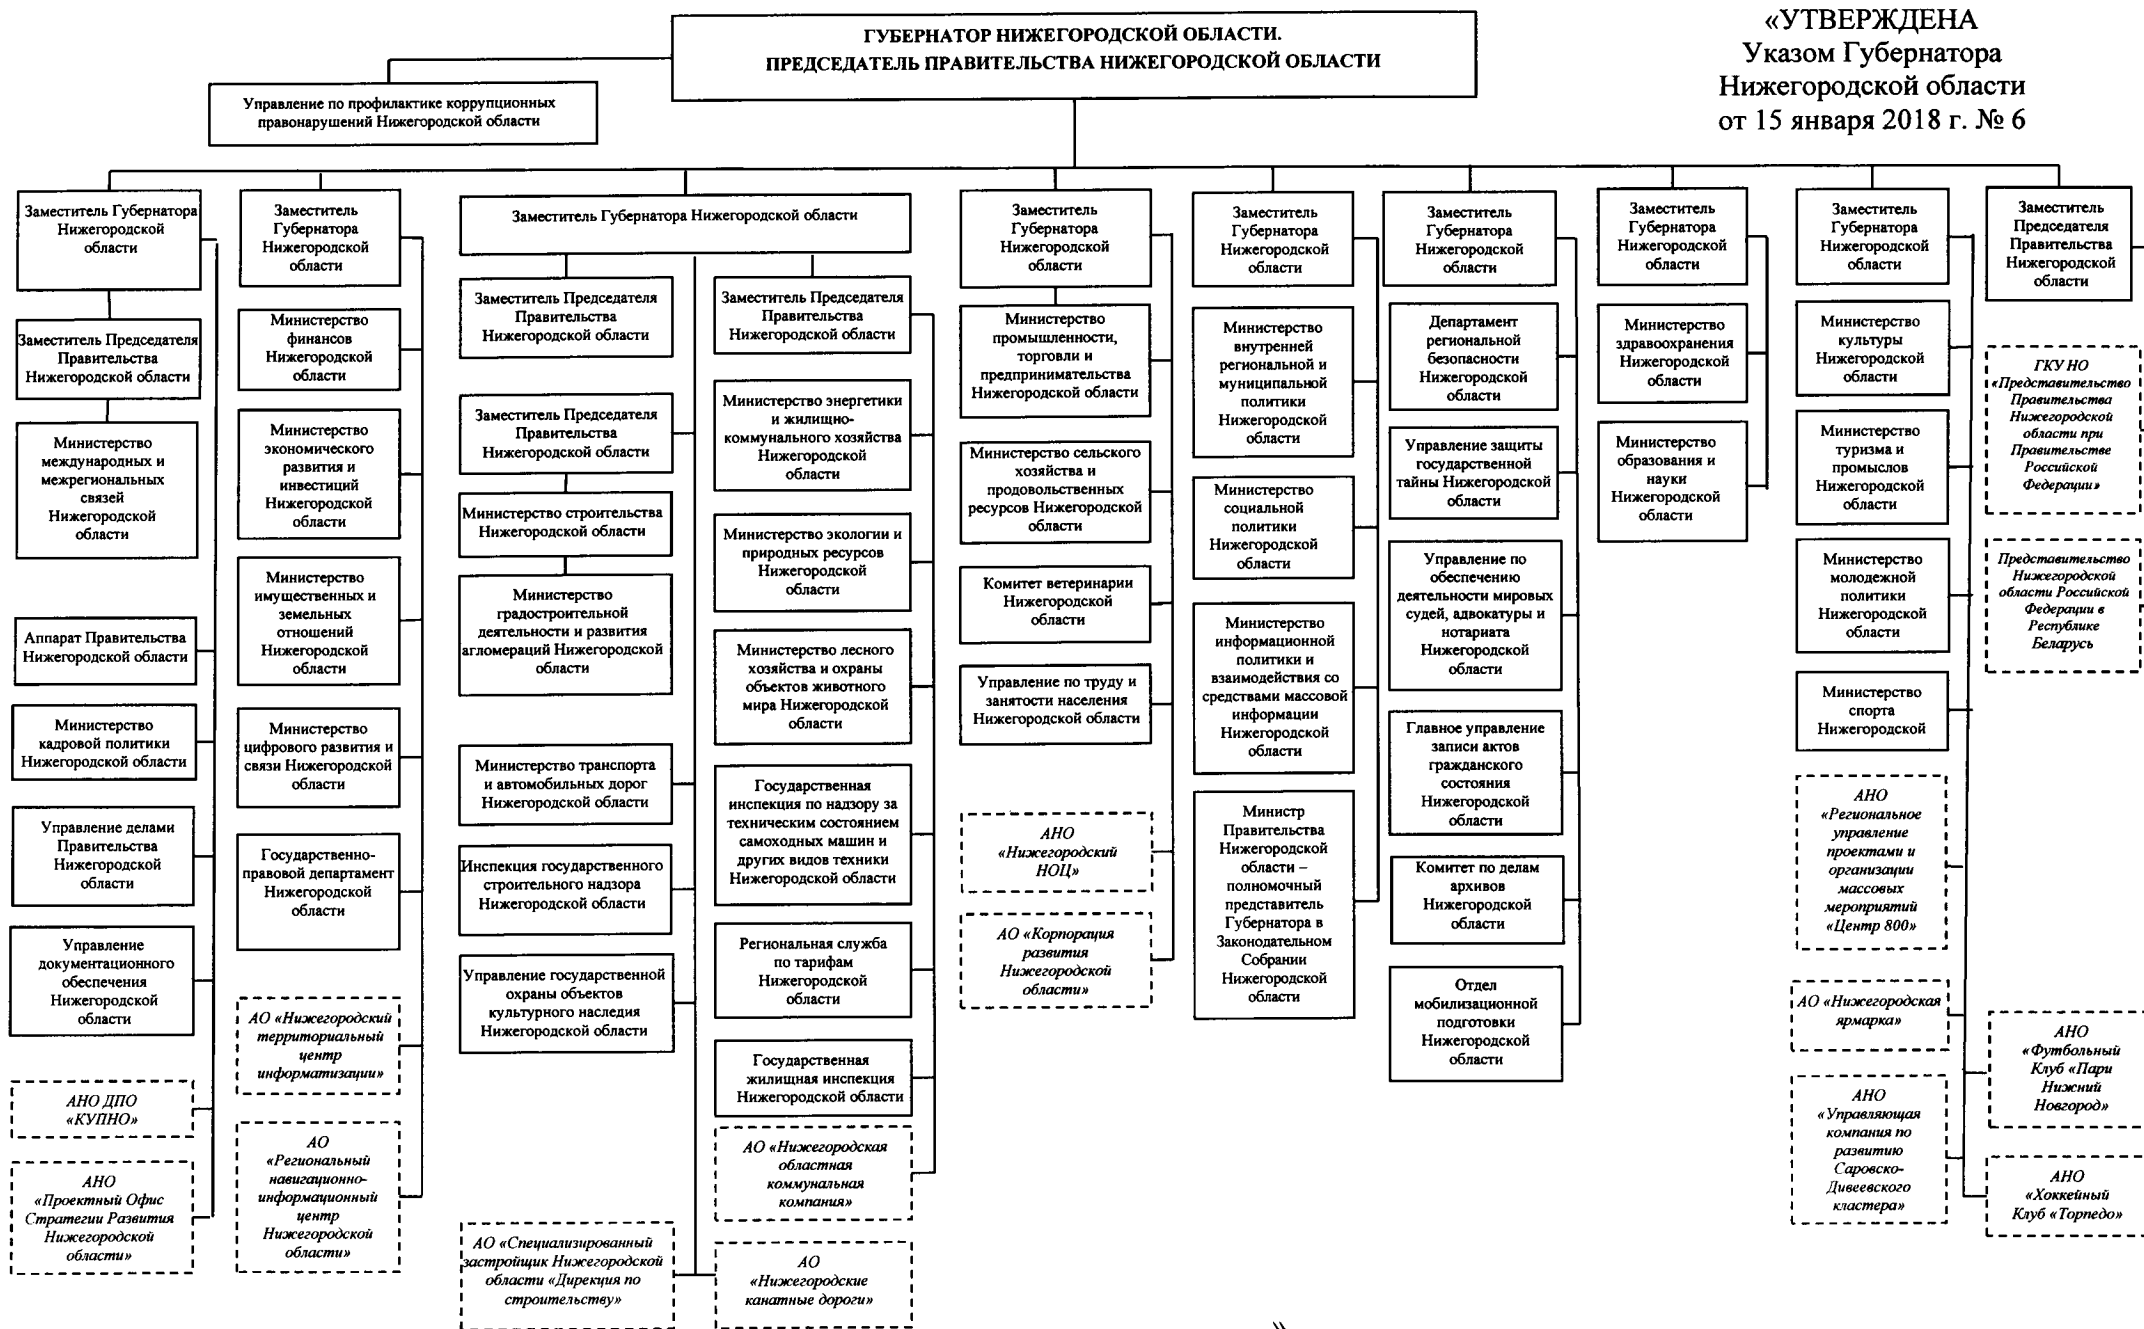 ГУБЕРНАТОР НИЖЕГОРОДСКОЙ ОБЛАСТИ.
ПРЕДСЕДАТЕЛЬ ПРАВИТЕЛЬСТВА НИЖЕГОРОДСКОЙ ОБЛАСТИ
«УТВЕРЖДЕНА
Указом Губернатора
Нижегородской области
от 15 января 2018 г. № 6
Управление по профилактике коррупционных
правонарушений Нижегородской области
Заместитель Губернатора
Нижегородской
области
Заместитель Председателя
Правительства
Нижегородской области
Министерство
международных и
межрегиональных
связей
Нижегородской
области
Аппарат Правительства
Нижегородской области
Министерство
кадровой политики
Нижегородской области
Управление делами
Правительства
Нижегородской
области
Управление
документационного
обеспечения
Нижегородской
области
АНО ДПО
«КУПНО»
АНО
«Проектный Офис
Стратегии Развития
Нижегородской
области»
Заместитель
Губернатора
Нижегородской
области
Министерство
финансов
Нижегородской
области
Министерство
экономического
развития и
инвестиций
Нижегородской
области
Министерство
имущественных и
земельных
отношений
Нижегородской
области
Министерство
цифрового развития и
связи Нижегородской
области
Государственно-
правовой департамент
Нижегородской
области
АО «Нижегородский
территориальный
центр
информатизации»
АО
«Региональный
навигационно-
информационный
центр
Нижегородской
области»
Заместитель Губернатора Нижегородской области
Заместитель Председателя
Правительства
Нижегородской области
Заместитель Председателя
Правительства
Нижегородской области
Министерство строительства
Нижегородской области
Министерство
градостроительной
деятельности и развития
агломераций Нижегородской
области
Министерство транспорта
и автомобильных дорог
Нижегородской области
Инспекция государственного
строительного надзора
Нижегородской области
Управление государственной
охраны объектов
культурного наследия
Нижегородской области
АО «Специализированный
застройщик Нижегородской
области «Дирекция по
строительству»
Заместитель Председателя
Правительства
Нижегородской области
Министерство энергетики
и жилищно-
коммунального хозяйства
Нижегородской
области
Министерство экологии и
природных ресурсов
Нижегородской
области
Министерство лесного
хозяйства и охраны
объектов животного
мира Нижегородской
области
Государственная
инспекция по надзору за
техническим состоянием
самоходных машин и
других видов техники
Нижегородской области
Региональная служба
по тарифам
Нижегородской
области
Государственная
жилищная инспекция
Нижегородской области
АО «Нижегородская
областная
коммунальная
компания»
АО
«Нижегородские
канатные дороги»
Заместитель
Губернатора
Нижегородской
области
Министерство
промышленности,
торговли и
предпринимательства
Нижегородской области
Министерство сельского
хозяйства и
продовольственных
ресурсов Нижегородской
области
Комитет ветеринарии
Нижегородской
области
Управление по труду и
занятости населения
Нижегородской области
АНО
«Нижегородский
НОЦ»
АО «Корпорация
развития
Нижегородской
области»
Заместитель
Губернатора
Нижегородской
области
Министерство
внутренней
региональной и
муниципальной
политики
Нижегородской
области
Министерство
социальной
политики
Нижегородской
области
Министерство
информационной
политики и
взаимодействия со
средствами массовой
информации
Нижегородской
области
Министр
Правительства
Нижегородской
области –
полномочный
представитель
Губернатора в
Законодательном
Собрании
Нижегородской
области
Заместитель
Губернатора
Нижегородской
области
Департамент
региональной
безопасности
Нижегородской
области
Управление защиты
государственной
тайны Нижегородской
области
Управление по
обеспечению
деятельности мировых
судей, адвокатуры и
нотариата
Нижегородской
области
Главное управление
записи актов
гражданского
состояния
Нижегородской
области
Комитет по делам
архивов
Нижегородской
области
Отдел
мобилизационной
подготовки
Нижегородской
области
Заместитель
Губернатора
Нижегородской
области
Министерство
здравоохранения
Нижегородской
области
Министерство
образования и
науки
Нижегородской
области
Заместитель
Губернатора
Нижегородской
области
Министерство
культуры
Нижегородской
области
Министерство
туризма и
промыслов
Нижегородской
области
Министерство
молодежной
политики
Нижегородской
области
Министерство
спорта
Нижегородской
АНО
«Региональное
управление
проектами и
организации
массовых
мероприятий
«Центр 800»
АО «Нижегородская
ярмарка»
АНО
«Управляющая
компания по
развитию
Саровско-
Дивеевского
кластера»
Заместитель
Председателя
Правительства
Нижегородской
области
ГКУ НО
«Представительство
Правительства
Нижегородской
области при
Правительстве
Российской
Федерации»
Представительство
Нижегородской
области Российской
Федерации в
Республике
Беларусь
АНО
«Футбольный
Клуб «Пари
Нижний
Новгород»
АНО
«Хоккейный
Клуб «Торпедо»
»